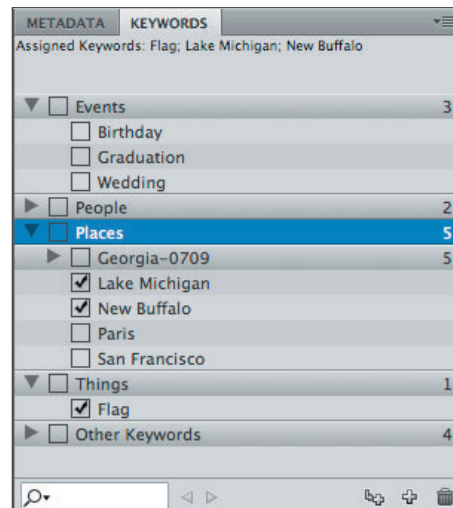 METADATA KEYWORDS
Assigned Keywords: Flag; Lake Michigan; New Buffalo
Events 3
Birthday
Graduation
Wedding
People 2
Places 5
Georgia-0709 5
Lake Michigan
New Buffalo
Paris
San Francisco
Things 1
Flag
Other Keywords 4